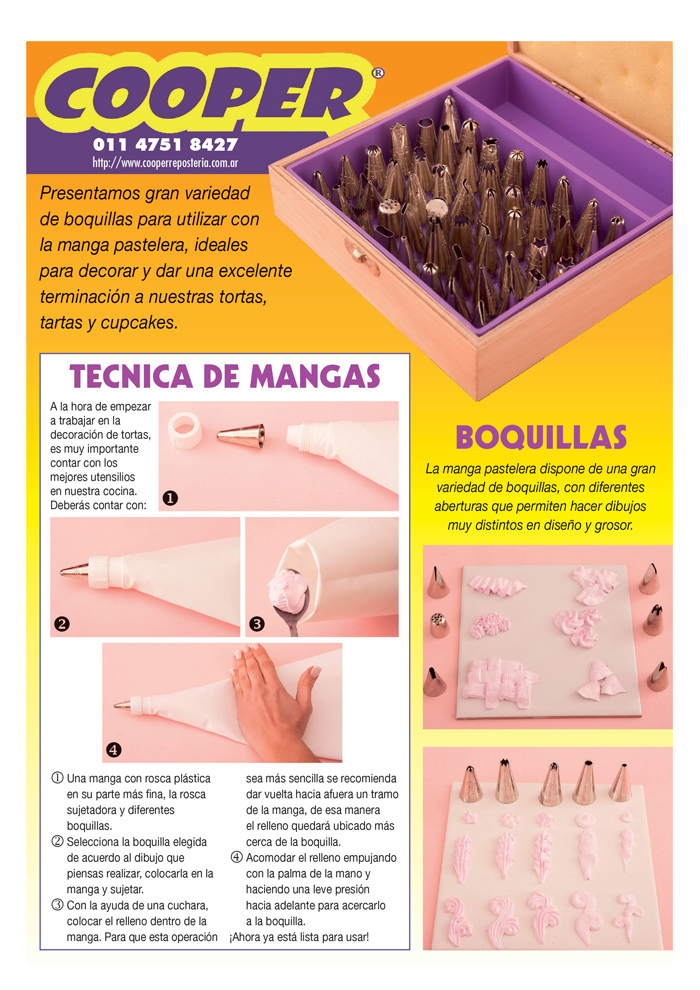 COOPER®
011 4751 8427
http://www.cooperreposteria.com.ar
Presentamos gran variedad
de boquillas para utilizar con
la manga pastelera, ideales
para decorar y dar una excelente
terminación a nuestras tortas,
tartas y cupcakes.
TECNICA DE MANGAS
A la hora de empezar
a trabajar en la
decoración de tortas,
es muy importante
contar con los
mejores utensilios
en nuestra cocina.
Deberás contar con:
1
2
3
4
① Una manga con rosca plástica
en su parte más fina, la rosca
sujetadora y diferentes
boquillas.
② Selecciona la boquilla elegida
de acuerdo al dibujo que
piensas realizar, colocarla en la
manga y sujetar.
③ Con la ayuda de una cuchara,
colocar el relleno dentro de la
manga. Para que esta operación
sea más sencilla se recomienda
dar vuelta hacia afuera un tramo
de la manga, de esa manera
el relleno quedará ubicado más
cerca de la boquilla.
④ Acomodar el relleno empujando
con la palma de la mano y
haciendo una leve presión
hacia adelante para acercarlo
a la boquilla.
¡Ahora ya está lista para usar!
BOQUILLAS
La manga pastelera dispone de una gran
variedad de boquillas, con diferentes
aberturas que permiten hacer dibujos
muy distintos en diseño y grosor.